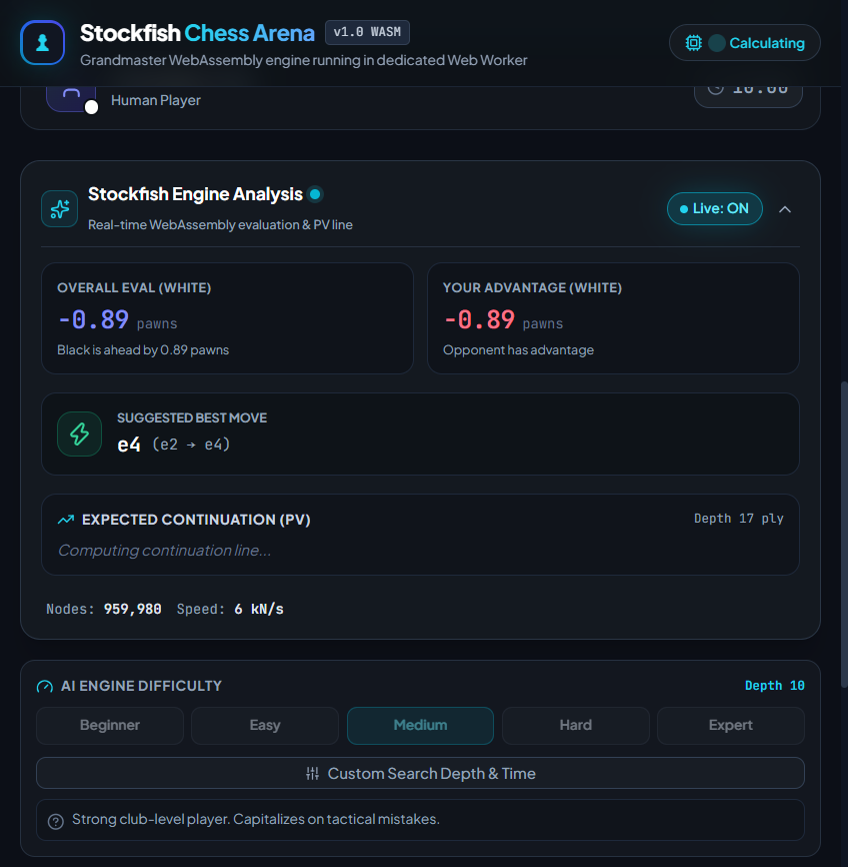 Stockfish Chess Arena v1.0 WASM
Grandmaster WebAssembly engine running in dedicated Web Worker
Calculating
Human Player
10:00
Stockfish Engine Analysis
Real-time WebAssembly evaluation & PV line
Live: ON
OVERALL EVAL (WHITE)
-0.89 pawns
Black is ahead by 0.89 pawns
YOUR ADVANTAGE (WHITE)
-0.89 pawns
Opponent has advantage
SUGGESTED BEST MOVE
e4 (e2 → e4)
EXPECTED CONTINUATION (PV)
Depth 17 ply
Computing continuation line...
Nodes: 959,980 Speed: 6 kN/s
AI ENGINE DIFFICULTY
Depth 10
Beginner
Easy
Medium
Hard
Expert
Custom Search Depth & Time
Strong club-level player. Capitalizes on tactical mistakes.